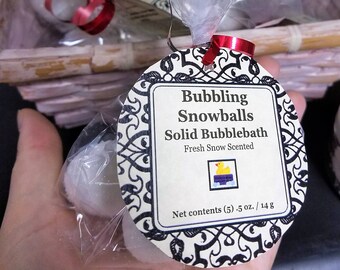 Bubbling
Snowballs
Solid Bubblebath
Fresh Snow Scented
Net contents (5) .5 oz. / 14 g